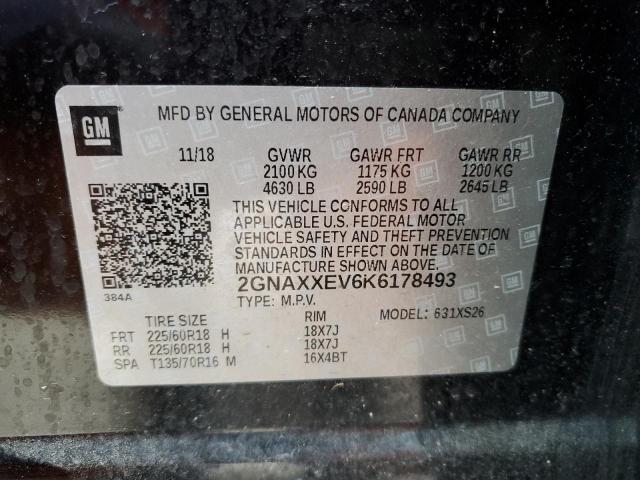 GM
MFD BY GENERAL MOTORS OF CANADA COMPANY
11/18 GVWR GAWR FRT GAWR RR
2100 KG 1175 KG 1200 KG
4630 LB 2590 LB 2645 LB
THIS VEHICLE CONFORMS TO ALL
APPLICABLE U.S. FEDERAL MOTOR
VEHICLE SAFETY AND THEFT PREVENTION
STANDARDS IN EFFECT ON THE DATE OF
MANUFACTURE SHOWN ABOVE.
384A
2GNAXXEV6K6178493
TYPE: M.P.V.
TIRE SIZE RIM MODEL: 631XS26
FRT 225/60R18 H 18X7J
RR 225/60R18 H 18X7J
SPA T135/70R16 M 16X4BT